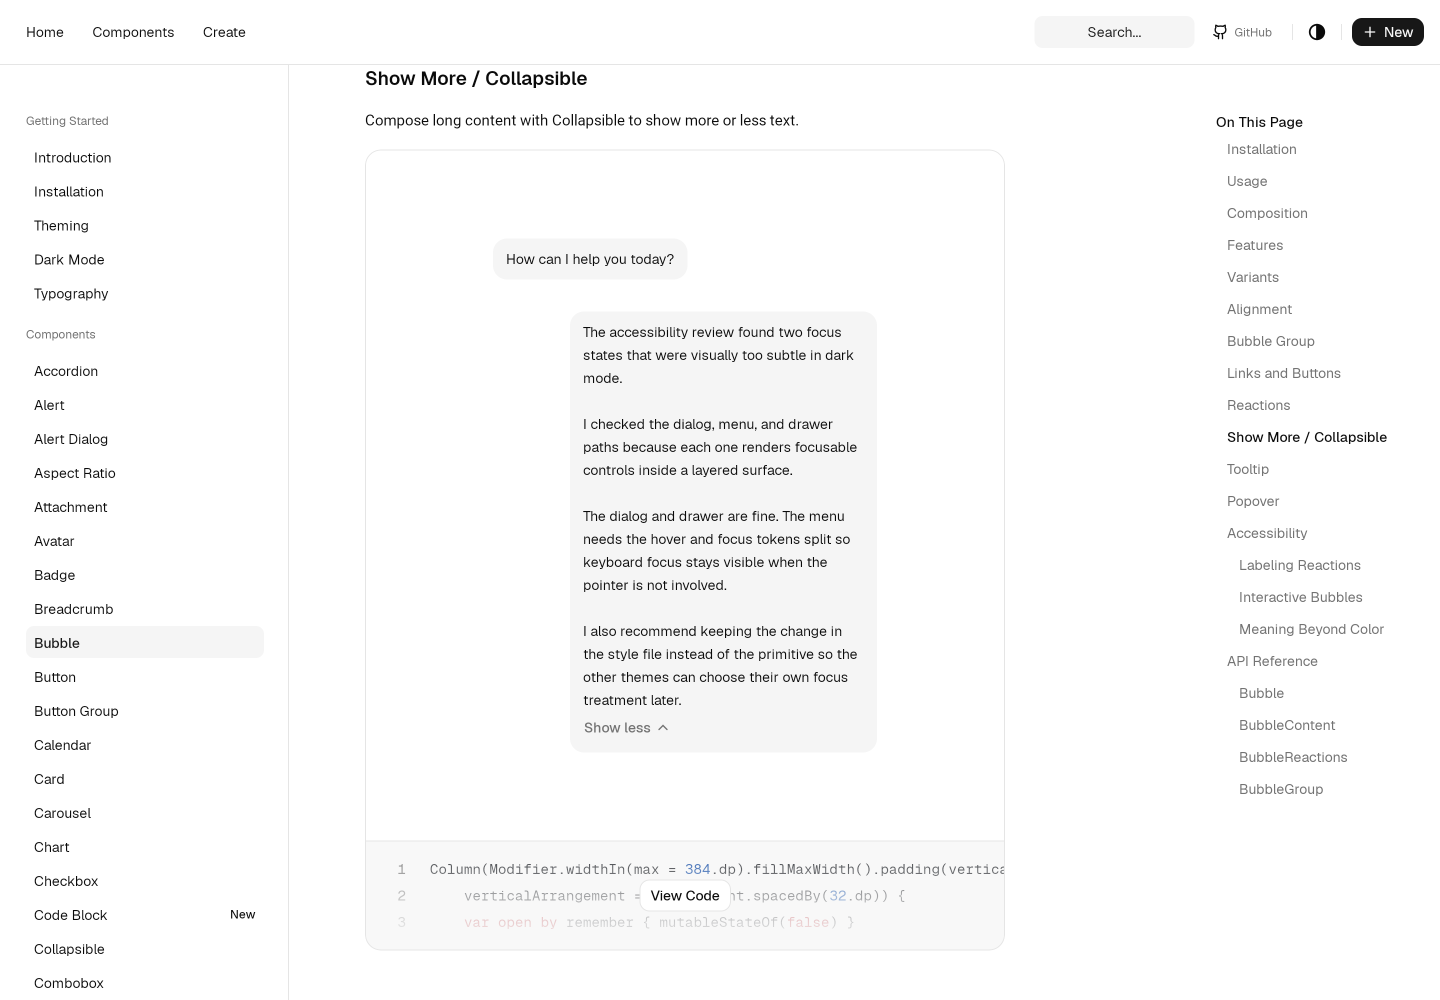 Home
Components
Create
Search...
GitHub
New
Getting Started
Introduction
Installation
Theming
Dark Mode
Typography
Components
Accordion
Alert
Alert Dialog
Aspect Ratio
Attachment
Avatar
Badge
Breadcrumb
Bubble
Button
Button Group
Calendar
Card
Carousel
Chart
Checkbox
Code Block New
Collapsible
Combobox
Show More / Collapsible
Compose long content with Collapsible to show more or less text.
How can I help you today?
The accessibility review found two focus
states that were visually too subtle in dark
mode.
I checked the dialog, menu, and drawer
paths because each one renders focusable
controls inside a layered surface.
The dialog and drawer are fine. The menu
needs the hover and focus tokens split so
keyboard focus stays visible when the
pointer is not involved.
I also recommend keeping the change in
the style file instead of the primitive so the
other themes can choose their own focus
treatment later.
Show less
1 Column(Modifier.widthIn(max = 384.dp).fillMaxWidth().padding(vertica
2 verticalArrangement = nt.spacedBy(32.dp)) {
View Code
3 var open by remember { mutableStateOf(false) }
On This Page
Installation
Usage
Composition
Features
Variants
Alignment
Bubble Group
Links and Buttons
Reactions
Show More / Collapsible
Tooltip
Popover
Accessibility
Labeling Reactions
Interactive Bubbles
Meaning Beyond Color
API Reference
Bubble
BubbleContent
BubbleReactions
BubbleGroup